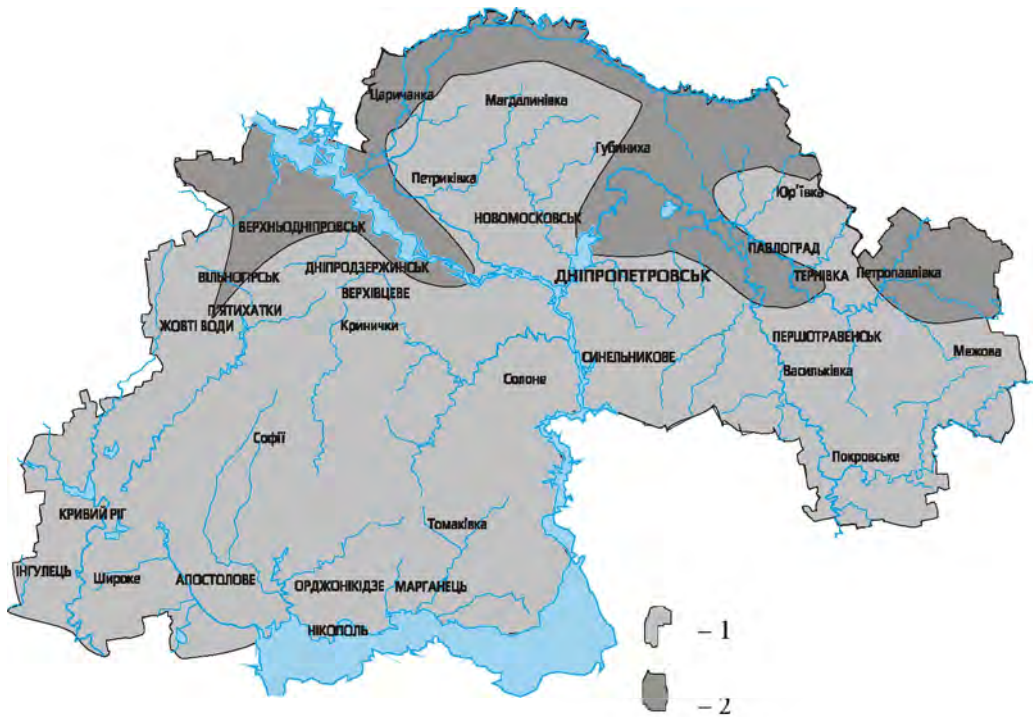 Царичанка
Магдалинівка
Губиниха
Петриківка
Юр'ївка
НОВОМОСКОВСЬК
ВЕРХНЬОДНІПРОВСЬК
ПАВЛОГРАД
ВІЛЬНОГІРСЬК
ДНІПРОДЗЕРЖИНСЬК
ДНІПРОПЕТРОВСЬК
ТЕРНІВКА
Петропавлівка
ВЕРХІВЦЕВЕ
П'ЯТИХАТКИ
ЖОВТІ ВОДИ
Кринички
ПЕРШОТРАВЕНСЬК
Межова
СИНЕЛЬНИКОВЕ
Васильківка
Солоне
Софії
Покровське
КРИВИЙ РІГ
Томаківка
ІНГУЛЕЦЬ
Широке
АПОСТОЛОВЕ
ОРДЖОНІКІДЗЕ
МАРГАНЕЦЬ
НІКОПОЛЬ
– 1
– 2